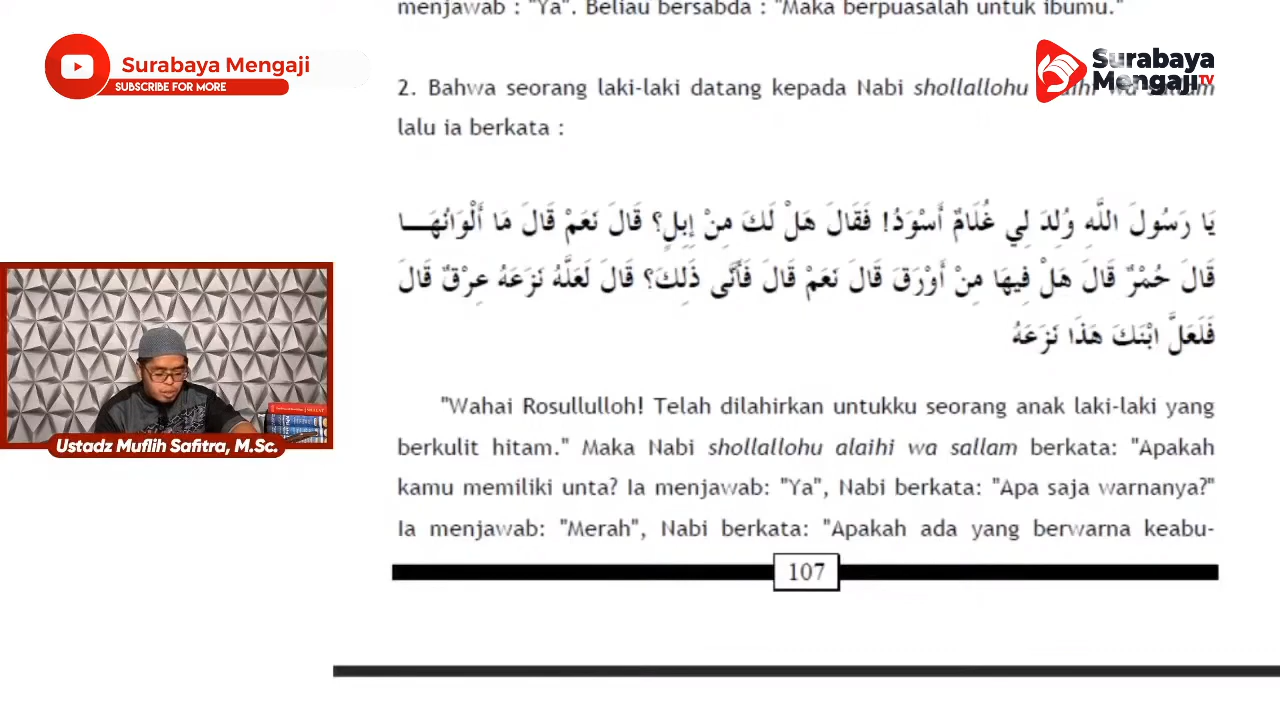 menjawab : "Ya". Beliau bersabda : "Maka berpuasalah untuk ibumu."
Surabaya Mengaji
SUBSCRIBE FOR MORE
Surabaya
Mengaji TV
2. Bahwa seorang laki-laki datang kepada Nabi shollallohu wa sallam
lalu ia berkata :
يَا رَسُولَ اللَّهِ وُلِدَ لِي غُلَامٌ أَسْوَدُ! فَقَالَ هَلْ لَكَ مِنْ إِبِلٍ؟ قَالَ نَعَمْ قَالَ مَا أَلْوَانُهَــا
قَالَ حُمْرٌ قَالَ هَلْ فِيهَا مِنْ أَوْرَقَ قَالَ نَعَمْ قَالَ فَأَنَّى ذَلِكَ؟ قَالَ لَعَلَّهُ نَزَعَهُ عِرْقٌ قَالَ
فَلَعَلَّ ابْنَكَ هَذَا نَزَعَهُ
"Wahai Rosullulloh! Telah dilahirkan untukku seorang anak laki-laki yang
berkulit hitam." Maka Nabi shollallohu alaihi wa sallam berkata: "Apakah
kamu memiliki unta? Ia menjawab: "Ya", Nabi berkata: "Apa saja warnanya?"
Ia menjawab: "Merah", Nabi berkata: "Apakah ada yang berwarna keabu-
107
Ustadz Muflih Safitra, M.Sc.